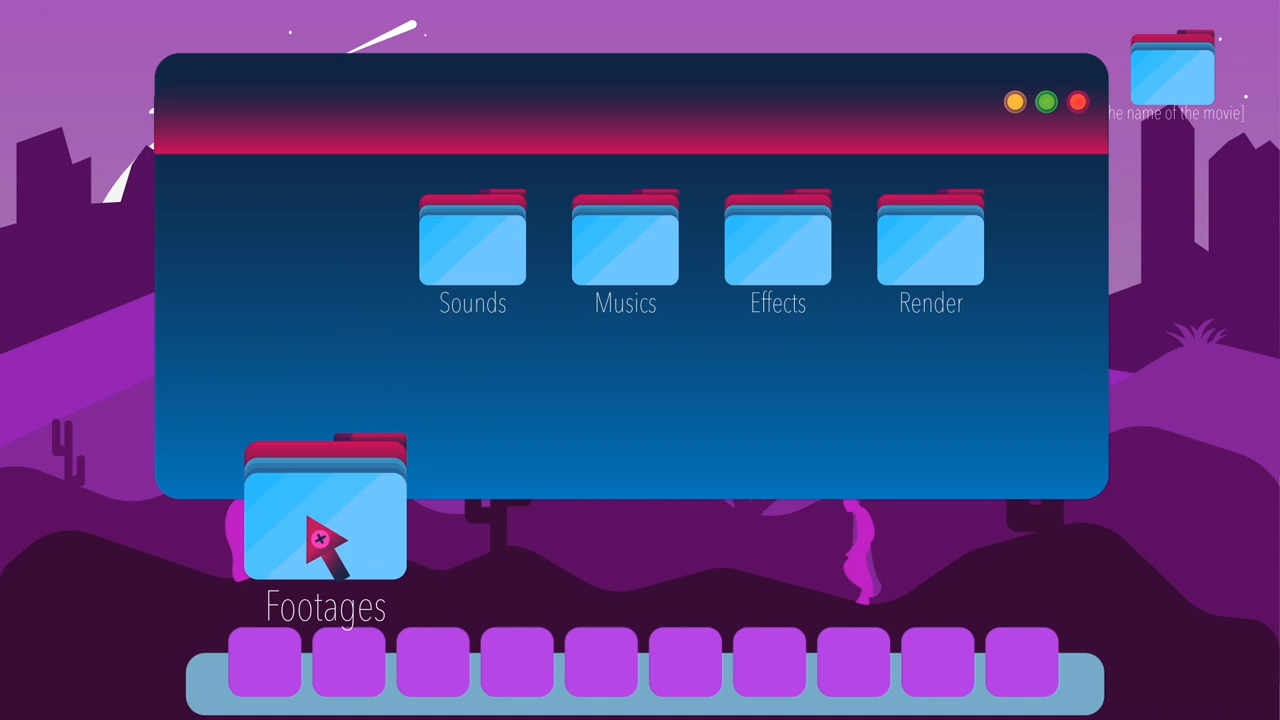 he name of the movie]
Sounds
Musics
Effects
Render
Footages